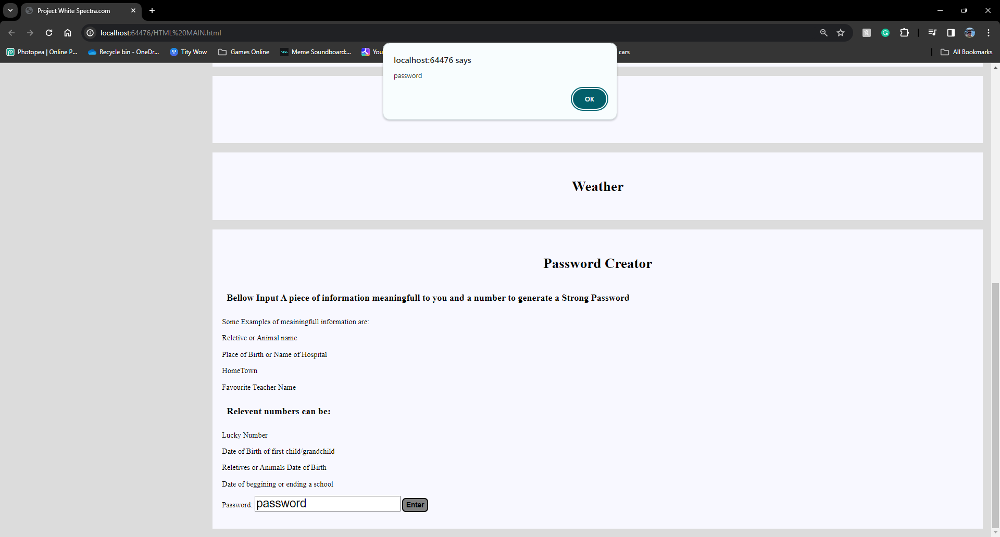 Project White Spectra.com
localhost:64476/HTML%20MAIN.html
Photopea | Online P...
Recycle bin - OneDr...
Tity Wow
Games Online
Meme Soundboard:...
You
cars
All Bookmarks
localhost:64476 says
password
OK
Weather
Password Creator
Bellow Input A piece of information meaningfull to you and a number to generate a Strong Password
Some Examples of meainingfull information are:
Reletive or Animal name
Place of Birth or Name of Hospital
HomeTown
Favourite Teacher Name
Relevent numbers can be:
Lucky Number
Date of Birth of first child/grandchild
Reletives or Animals Date of Birth
Date of beggining or ending a school
Password: password Enter